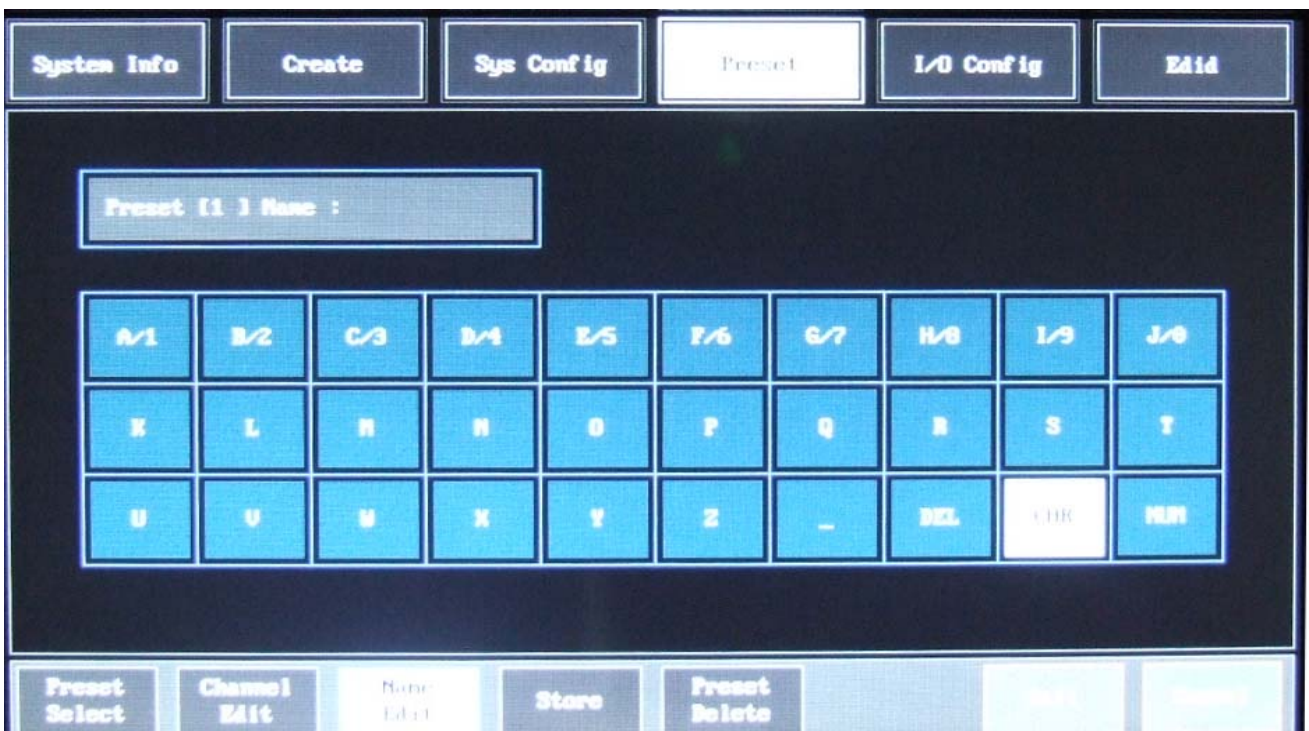 System Info Create Sys Config Preset I/O Config Edid
Preset [1 ] Name :
A/1 B/2 C/3 D/4 E/5 F/6 G/7 H/8 I/9 J/0
K L M N O P Q R S T
U V W X Y Z _ DEL CHR NUM
Preset Channel Name Store Preset
Select Edit Edit Delete